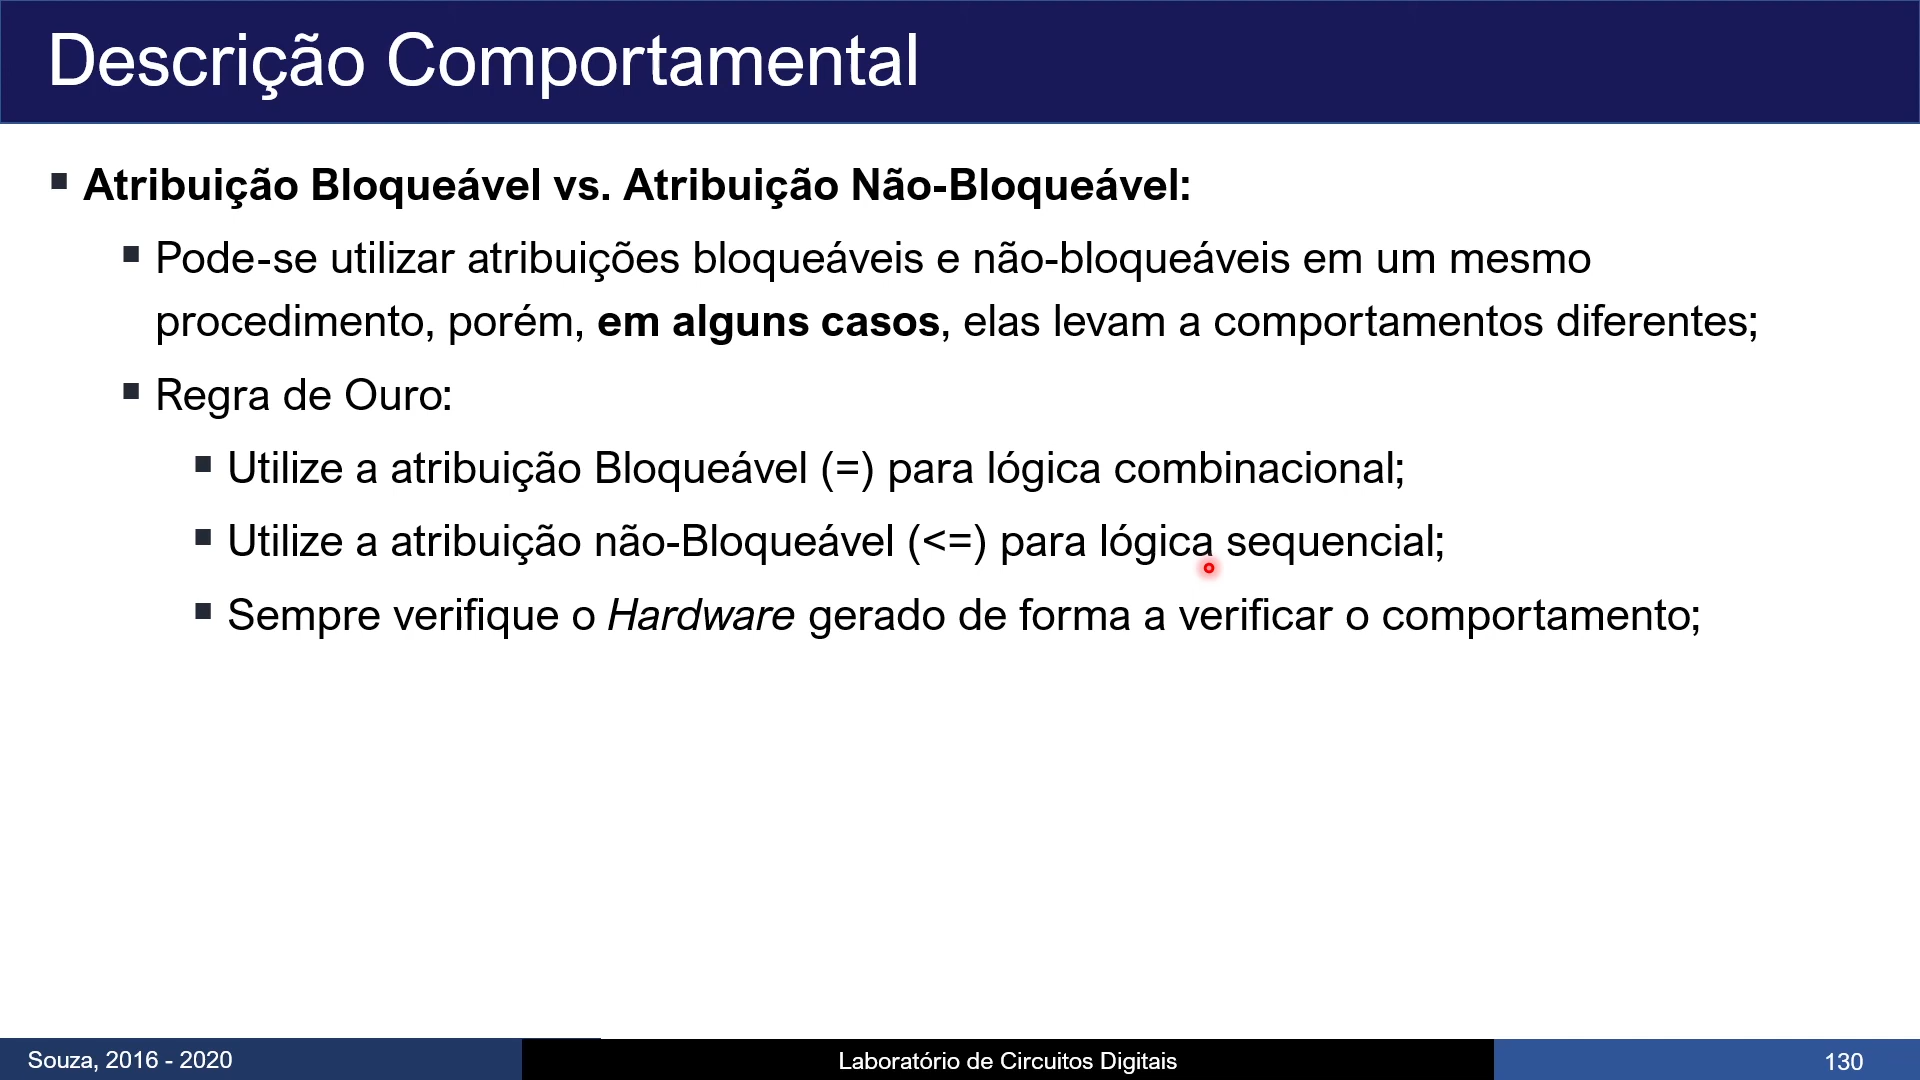 Descrição Comportamental
Atribuição Bloqueável vs. Atribuição Não-Bloqueável:
Pode-se utilizar atribuições bloqueáveis e não-bloqueáveis em um mesmo
procedimento, porém, em alguns casos, elas levam a comportamentos diferentes;
Regra de Ouro:
Utilize a atribuição Bloqueável (=) para lógica combinacional;
Utilize a atribuição não-Bloqueável (<=) para lógica sequencial;
Sempre verifique o Hardware gerado de forma a verificar o comportamento;
Souza, 2016 - 2020
Laboratório de Circuitos Digitais
130